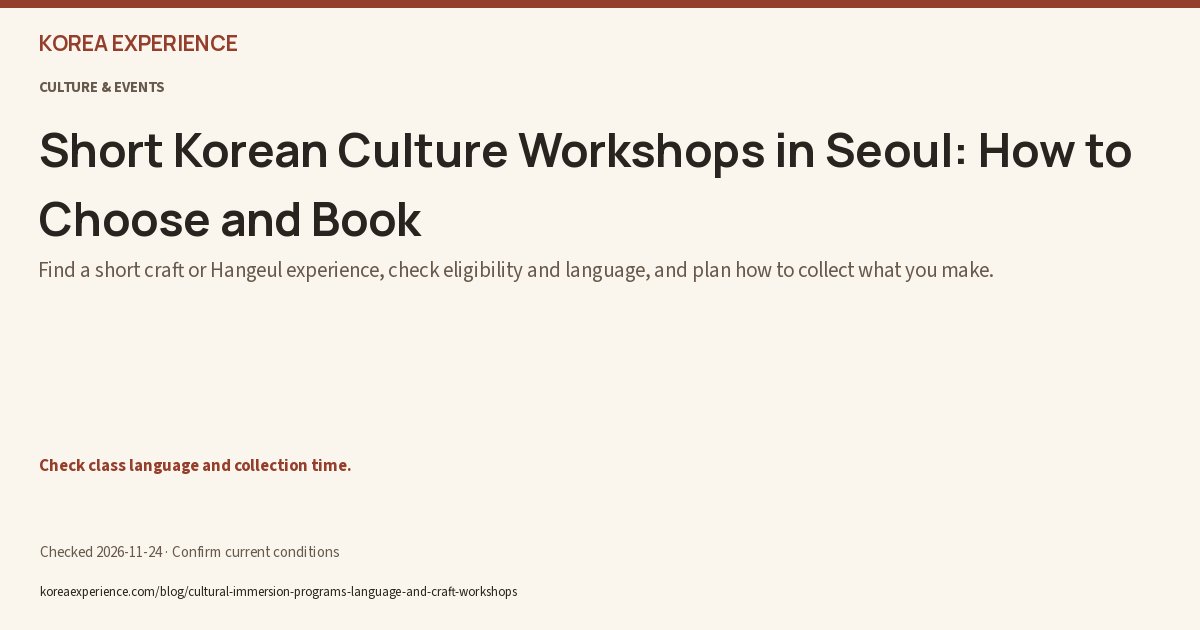 KOREA EXPERIENCE
CULTURE & EVENTS
Short Korean Culture Workshops in Seoul: How to
Choose and Book
Find a short craft or Hangeul experience, check eligibility and language, and plan how to collect what you make.
Check class language and collection time.
Checked 2026-11-24 · Confirm current conditions
koreaexperience.com/blog/cultural-immersion-programs-language-and-craft-workshops